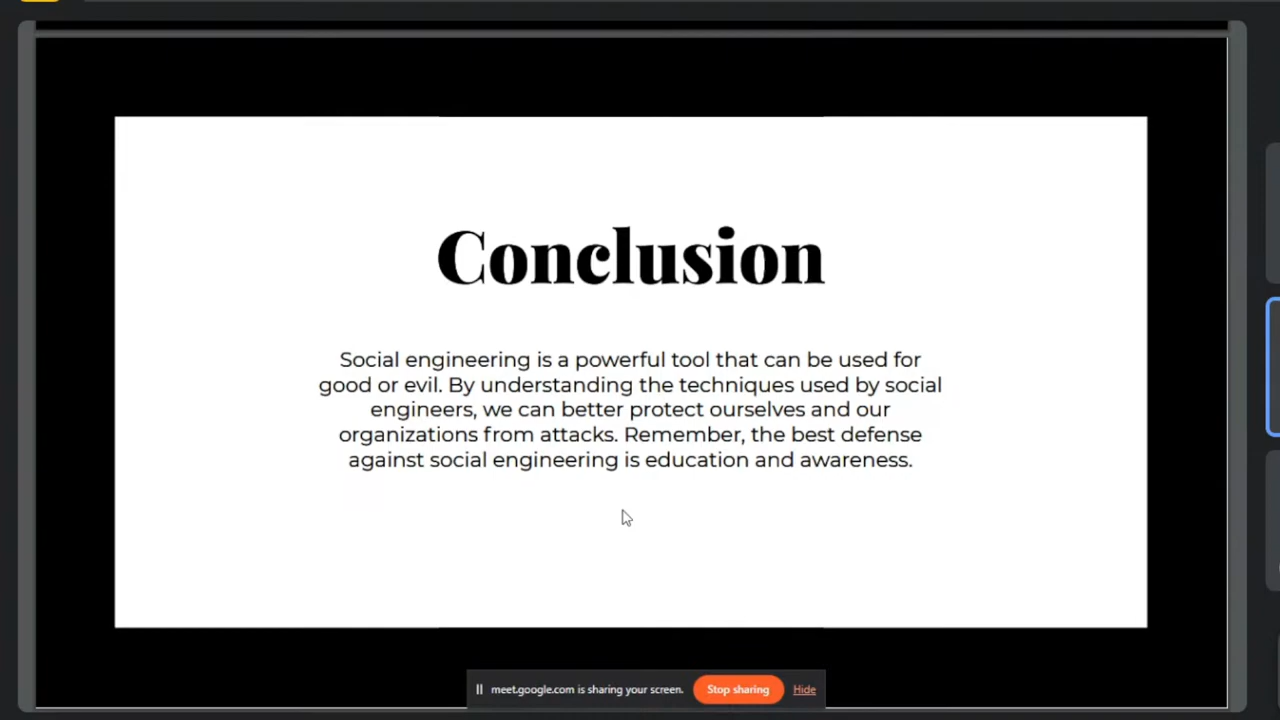 Conclusion
Social engineering is a powerful tool that can be used for
good or evil. By understanding the techniques used by social
engineers, we can better protect ourselves and our
organizations from attacks. Remember, the best defense
against social engineering is education and awareness.
meet.google.com is sharing your screen. Stop sharing Hide